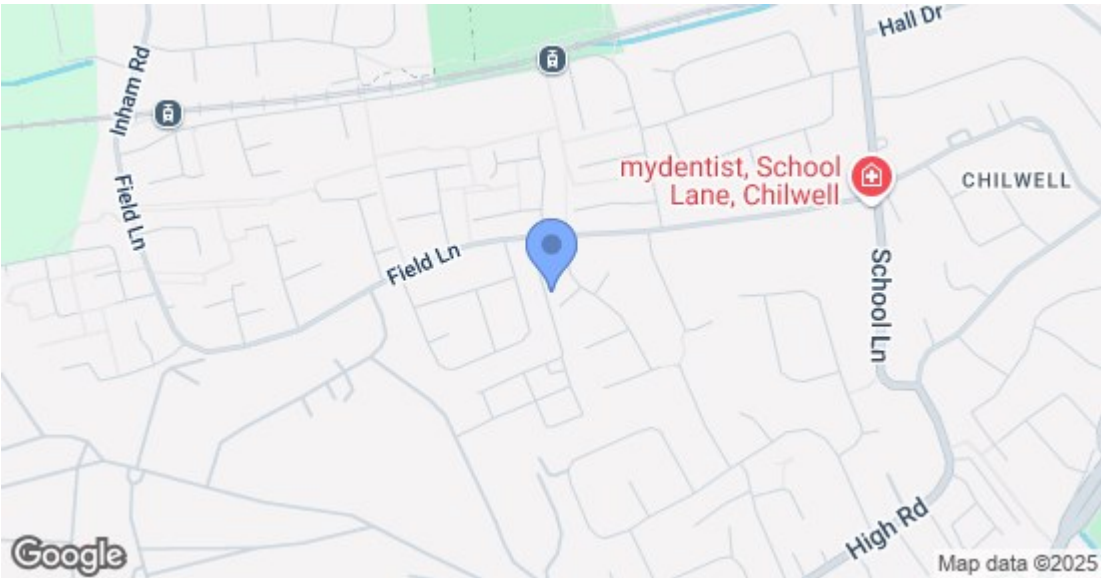 Hall Dr
Inham Rd
mydentist, School
Lane, Chilwell
CHILWELL
Field Ln
Field Ln
School Ln
High Rd
Google
Map data ©2025